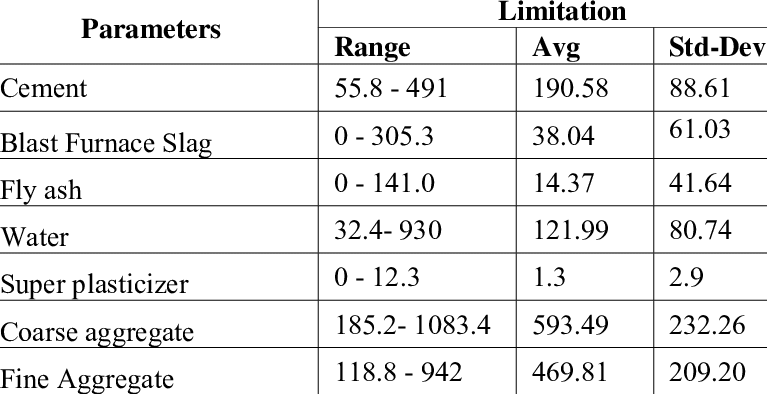 Parameters Limitation
Range Avg Std-Dev
Cement 55.8 - 491 190.58 88.61
Blast Furnace Slag 0 - 305.3 38.04 61.03
Fly ash 0 - 141.0 14.37 41.64
Water 32.4- 930 121.99 80.74
Super plasticizer 0 - 12.3 1.3 2.9
Coarse aggregate 185.2- 1083.4 593.49 232.26
Fine Aggregate 118.8 - 942 469.81 209.20